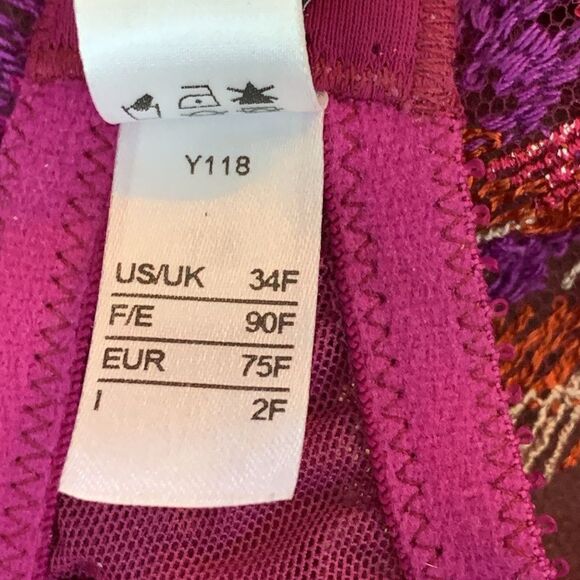 Y118
US/UK 34F
F/E 90F
EUR 75F
I 2F